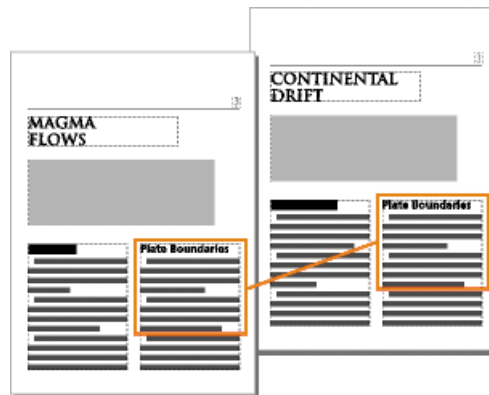 MAGMA
FLOWS
Plate Boundaries
CONTINENTAL
DRIFT
Plate Boundaries